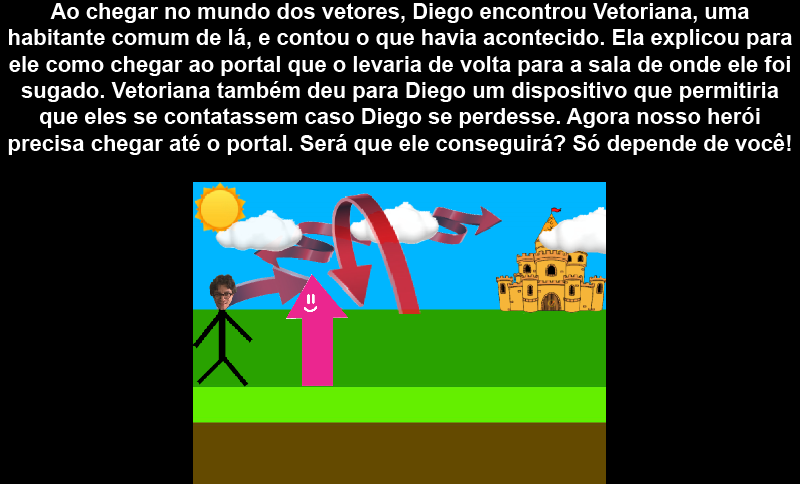 Ao chegar no mundo dos vetores, Diego encontrou Vetoriana, uma
habitante comum de lá, e contou o que havia acontecido. Ela explicou para
ele como chegar ao portal que o levaria de volta para a sala de onde ele foi
sugado. Vetoriana também deu para Diego um dispositivo que permitiria
que eles se contatassem caso Diego se perdesse. Agora nosso herói
precisa chegar até o portal. Será que ele conseguirá? Só depende de você!